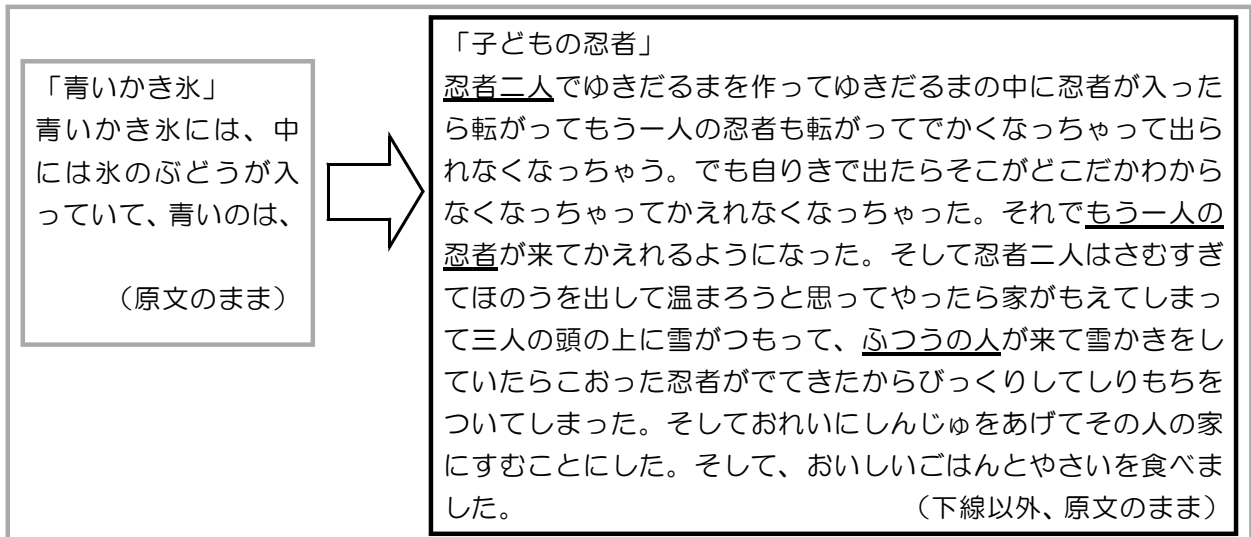 「青いかき氷」
青いかき氷には、中
には氷のぶどうが入
っていて、青いのは、
（原文のまま）
「子どもの忍者」
忍者二人でゆきだるまを作ってゆきだるまの中に忍者が入った
ら転がってもう一人の忍者も転がってでかくなっちゃって出ら
れなくなっちゃう。でも自りきで出たらそこがどこだかわから
なくなっちゃってかえれなくなっちゃった。それでもう一人の
忍者が来てかえれるようになった。そして忍者二人はさむすぎ
てほのうを出して温まろうと思ってやったら家がもえてしまっ
て三人の頭の上に雪がつもって、ふつうの人が来て雪かきをし
ていたらこおった忍者がでてきたからびっくりしてしりもちを
ついてしまった。そしておれいにしんじゅをあげてその人の家
にすむことにした。そして、おいしいごはんとやさいを食べま
した。（下線以外、原文のまま）